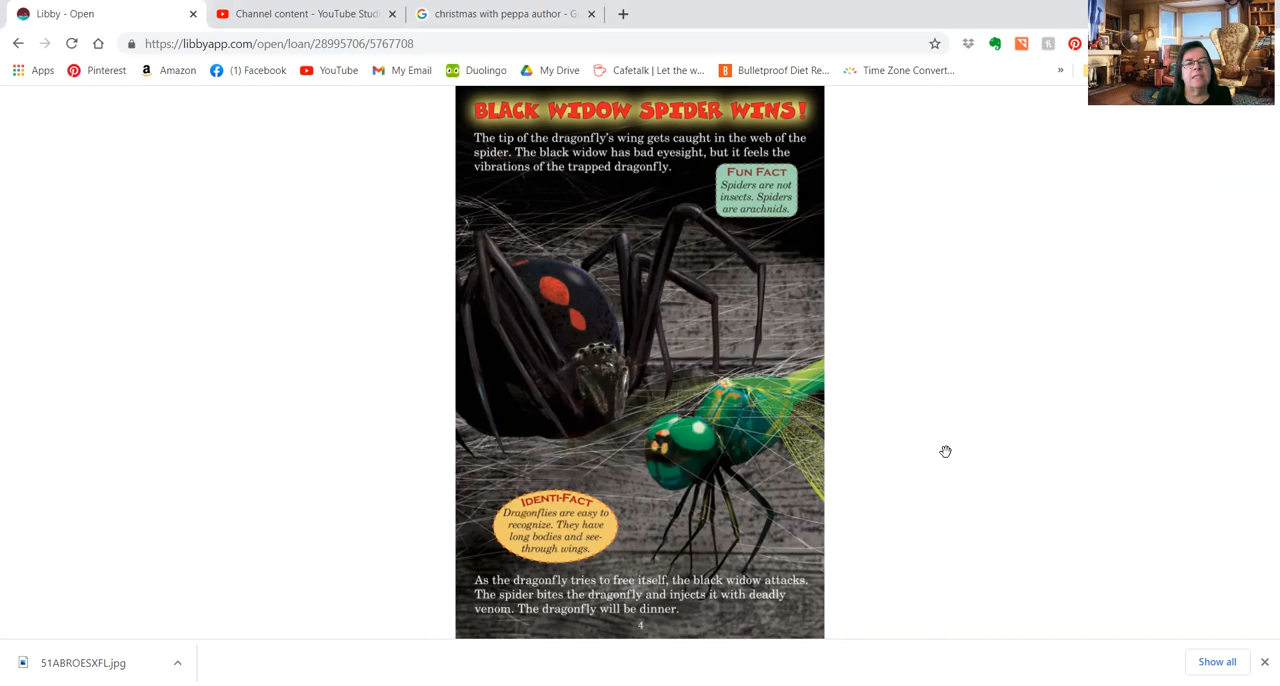 Libby - Open
Channel content - YouTube Studi
christmas with peppa author - G
https://libbyapp.com/open/loan/28995706/5767708
Apps
Pinterest
Amazon
(1) Facebook
YouTube
My Email
Duolingo
My Drive
Cafetalk | Let the w...
Bulletproof Diet Re...
Time Zone Convert...
»
BLACK WIDOW SPIDER WINS!
The tip of the dragonfly's wing gets caught in the web of the
spider. The black widow has bad eyesight, but it feels the
vibrations of the trapped dragonfly.
FUN FACT
Spiders are not
insects. Spiders
are arachnids.
IDENTI-FACT
Dragonflies are easy to
recognize. They have
long bodies and see-
through wings.
As the dragonfly tries to free itself, the black widow attacks.
The spider bites the dragonfly and injects it with deadly
venom. The dragonfly will be dinner.
4
51ABROESXFL.jpg
Show all